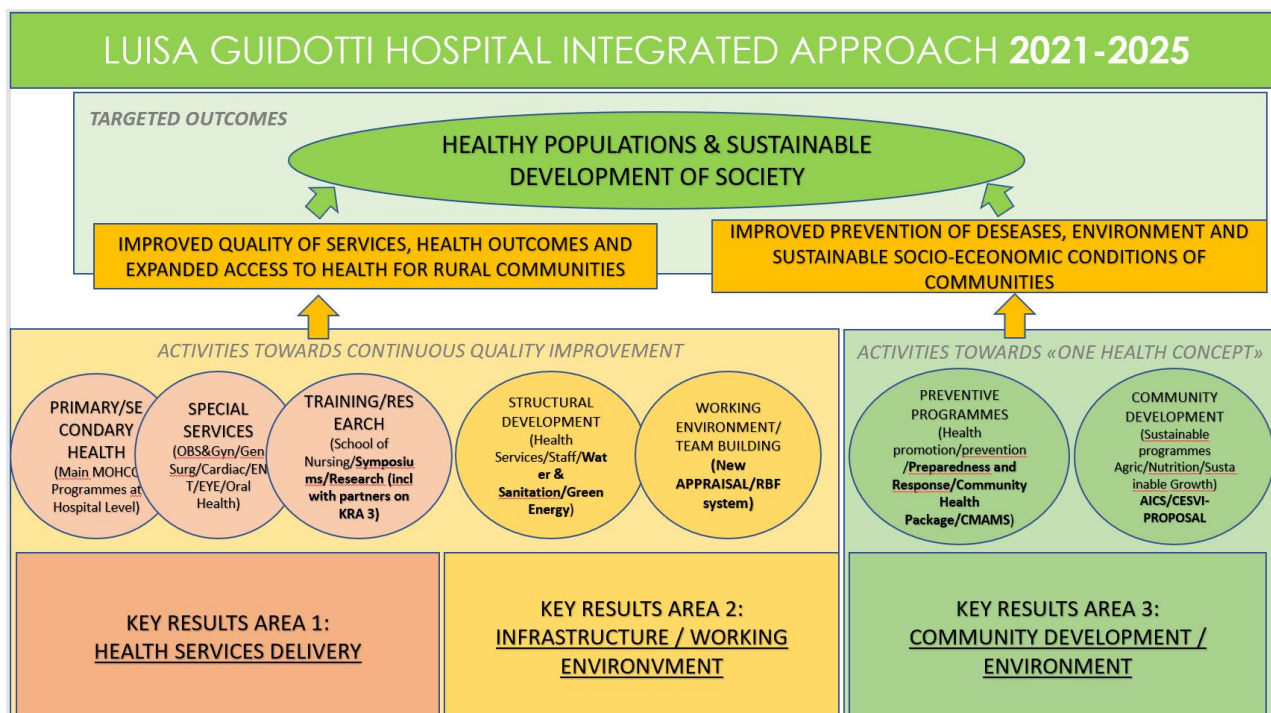 LUISA GUIDOTTI HOSPITAL INTEGRATED APPROACH 2021-2025
TARGETED OUTCOMES
HEALTHY POPULATIONS & SUSTAINABLE
DEVELOPMENT OF SOCIETY
IMPROVED QUALITY OF SERVICES, HEALTH OUTCOMES AND
EXPANDED ACCESS TO HEALTH FOR RURAL COMMUNITIES
IMPROVED PREVENTION OF DESEASES, ENVIRONMENT AND
SUSTAINABLE SOCIO-ECEONOMIC CONDITIONS OF
COMMUNITIES
ACTIVITIES TOWARDS CONTINUOUS QUALITY IMPROVEMENT
PRIMARY/SE
CONDARY
HEALTH
(Main MOHCC
Programmes at
Hospital Level)
SPECIAL
SERVICES
(OBS&Gyn/Gen
Surg/Cardiac/EN
T/EYE/Oral
Health)
TRAINING/RES
EARCH
(School of
Nursing/Symposiu
ms/Research (incl
with partners on
KRA 3)
STRUCTURAL
DEVELOPMENT
(Health
Services/Staff/Wat
er &
Sanitation/Green
Energy)
WORKING
ENVIRONMENT/
TEAM BUILDING
(New
APPRAISAL/RBF
system)
ACTIVITIES TOWARDS «ONE HEALTH CONCEPT»
PREVENTIVE
PROGRAMMES
(Health
promotion/prevention
/Preparedness and
Response/Community
Health
Package/CMAMS)
COMMUNITY
DEVELOPMENT
(Sustainable
programmes
Agric/Nutrition/Susta
inable Growth)
AICS/CESVI-
PROPOSAL
KEY RESULTS AREA 1:
HEALTH SERVICES DELIVERY
KEY RESULTS AREA 2:
INFRASTRUCTURE / WORKING
ENVIRONVMENT
KEY RESULTS AREA 3:
COMMUNITY DEVELOPMENT /
ENVIRONMENT